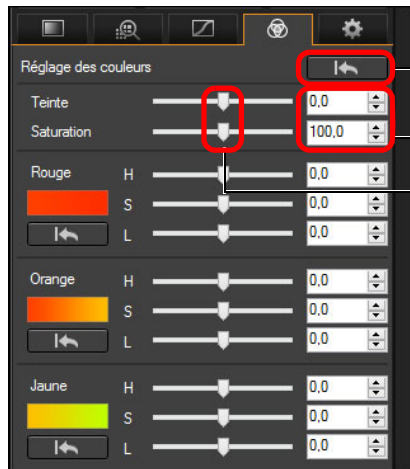 Réglage des couleurs
Teinte 0,0
Saturation 100,0
Rouge H 0,0
S 0,0
L 0,0
Orange H 0,0
S 0,0
L 0,0
Jaune H 0,0
S 0,0
L 0,0